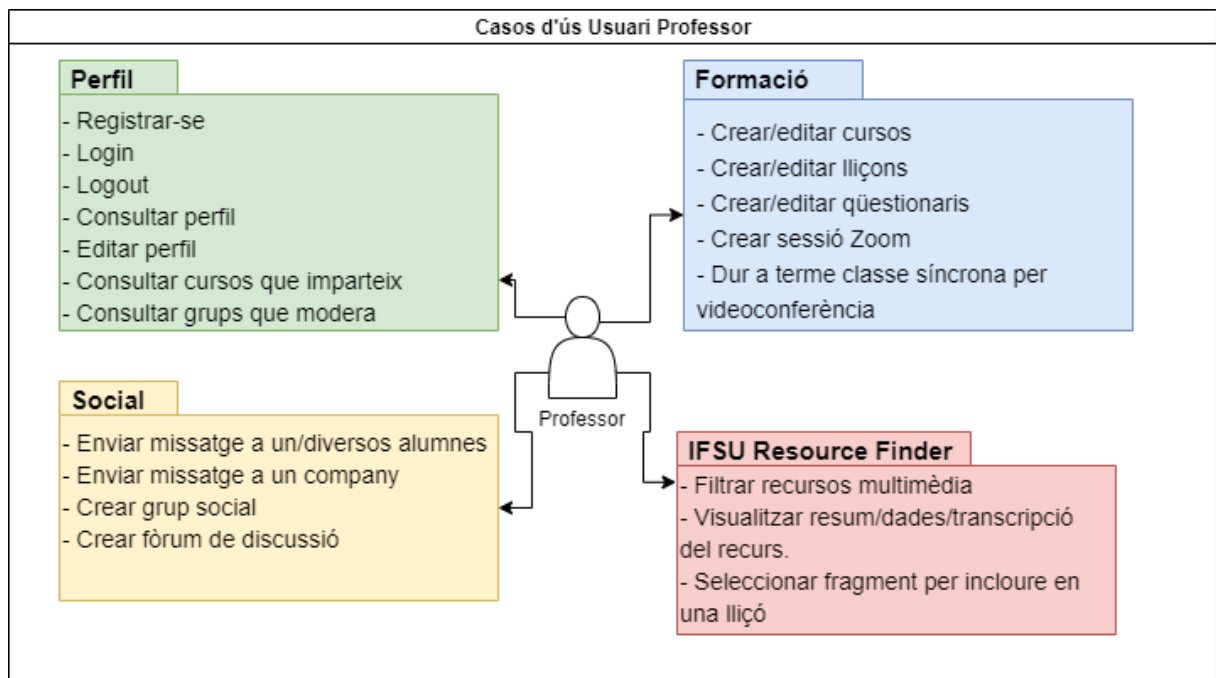 Casos d'ús Usuari Professor
Perfil
- Registrar-se
- Login
- Logout
- Consultar perfil
- Editar perfil
- Consultar cursos que imparteix
- Consultar grups que modera
Formació
- Crear/editar cursos
- Crear/editar lliçons
- Crear/editar qüestionaris
- Crear sessió Zoom
- Dur a terme classe síncrona per
videoconferència
Professor
Social
- Enviar missatge a un/diversos alumnes
- Enviar missatge a un company
- Crear grup social
- Crear fòrum de discussió
IFSU Resource Finder
- Filtrar recursos multimèdia
- Visualitzar resum/dades/transcripció
del recurs.
- Seleccionar fragment per incloure en
una lliçó